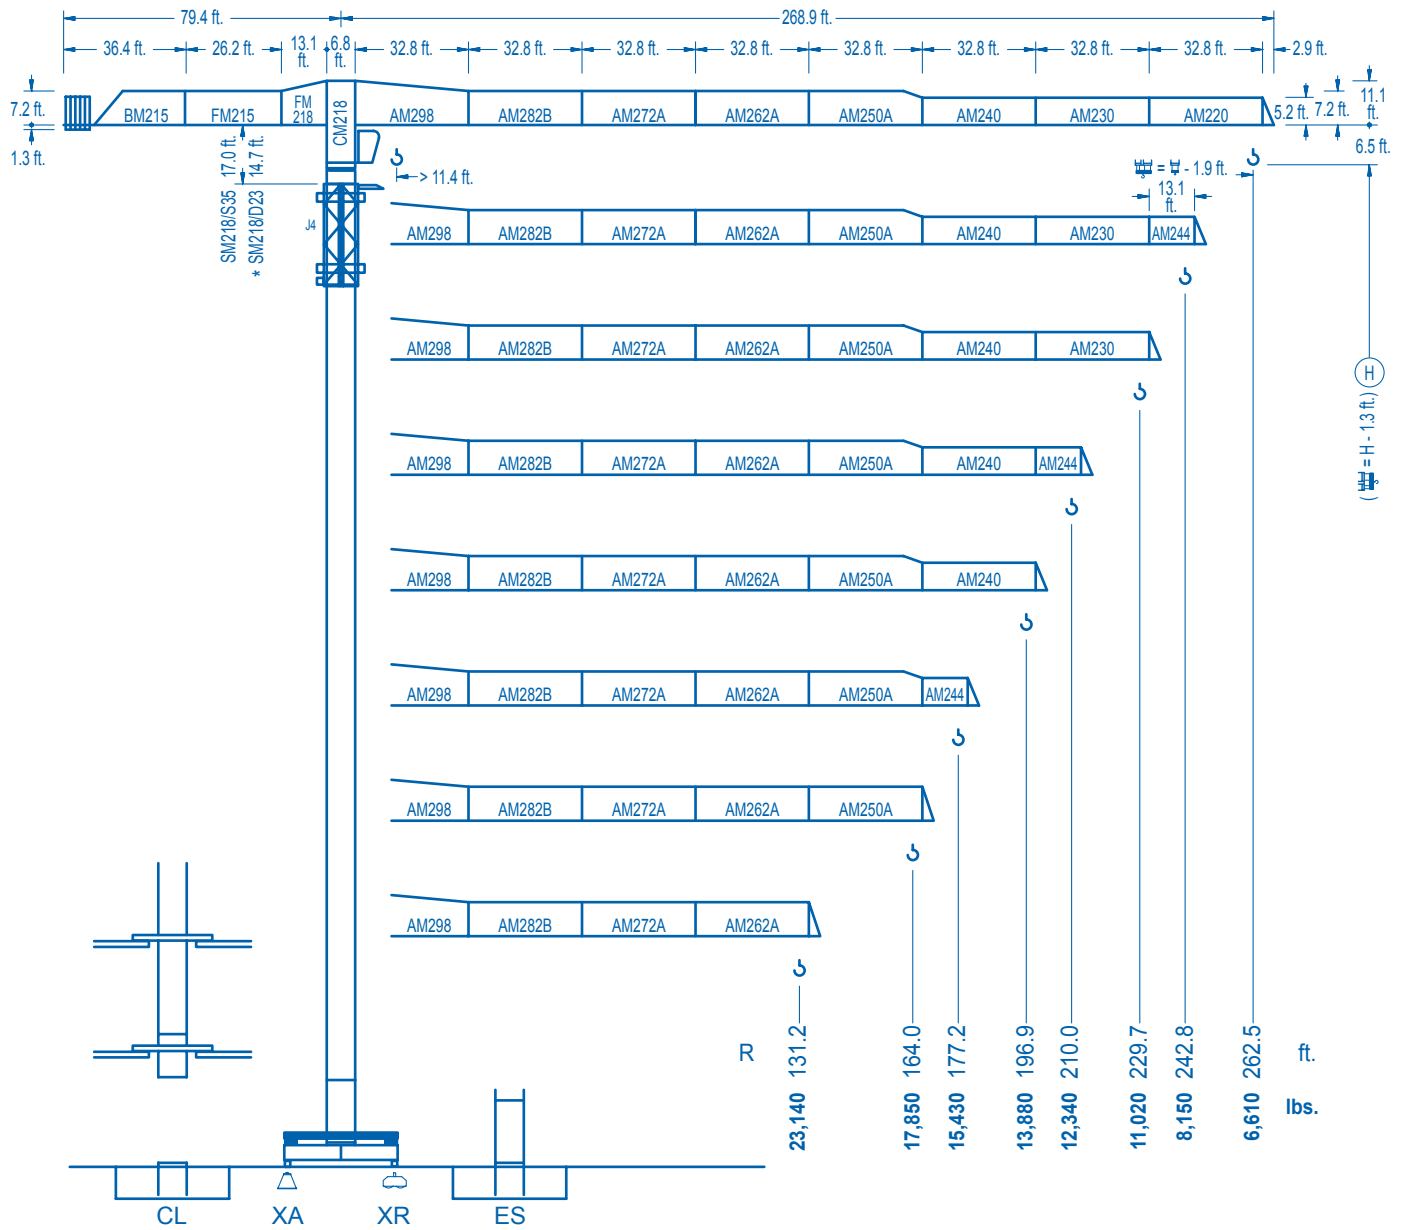 79.4 ft.
268.9 ft.
36.4 ft.
26.2 ft.
13.1 ft.
6.8 ft.
32.8 ft.
32.8 ft.
32.8 ft.
32.8 ft.
32.8 ft.
32.8 ft.
32.8 ft.
32.8 ft.
2.9 ft.
7.2 ft.
1.3 ft.
BM215
FM215
FM 218
CM218
AM298
AM282B
AM272A
AM262A
AM250A
AM240
AM230
AM220
5.2 ft.
7.2 ft.
11.1 ft.
6.5 ft.
> 11.4 ft.
= - 1.9 ft.
13.1 ft.
SM218/S35 17.0 ft.
* SM218/D23 14.7 ft.
J4
AM298 AM282B AM272A AM262A AM250A AM240 AM230 AM244
AM298 AM282B AM272A AM262A AM250A AM240 AM230
H
( = H - 1.3 ft.)
AM298 AM282B AM272A AM262A AM250A AM240 AM244
AM298 AM282B AM272A AM262A AM250A AM240
AM298 AM282B AM272A AM262A AM250A AM244
AM298 AM282B AM272A AM262A AM250A
AM298 AM282B AM272A AM262A
R 131.2 164.0 177.2 196.9 210.0 229.7 242.8 262.5 ft.
23,140 17,850 15,430 13,880 12,340 11,020 8,150 6,610 lbs.
CL XA XR ES